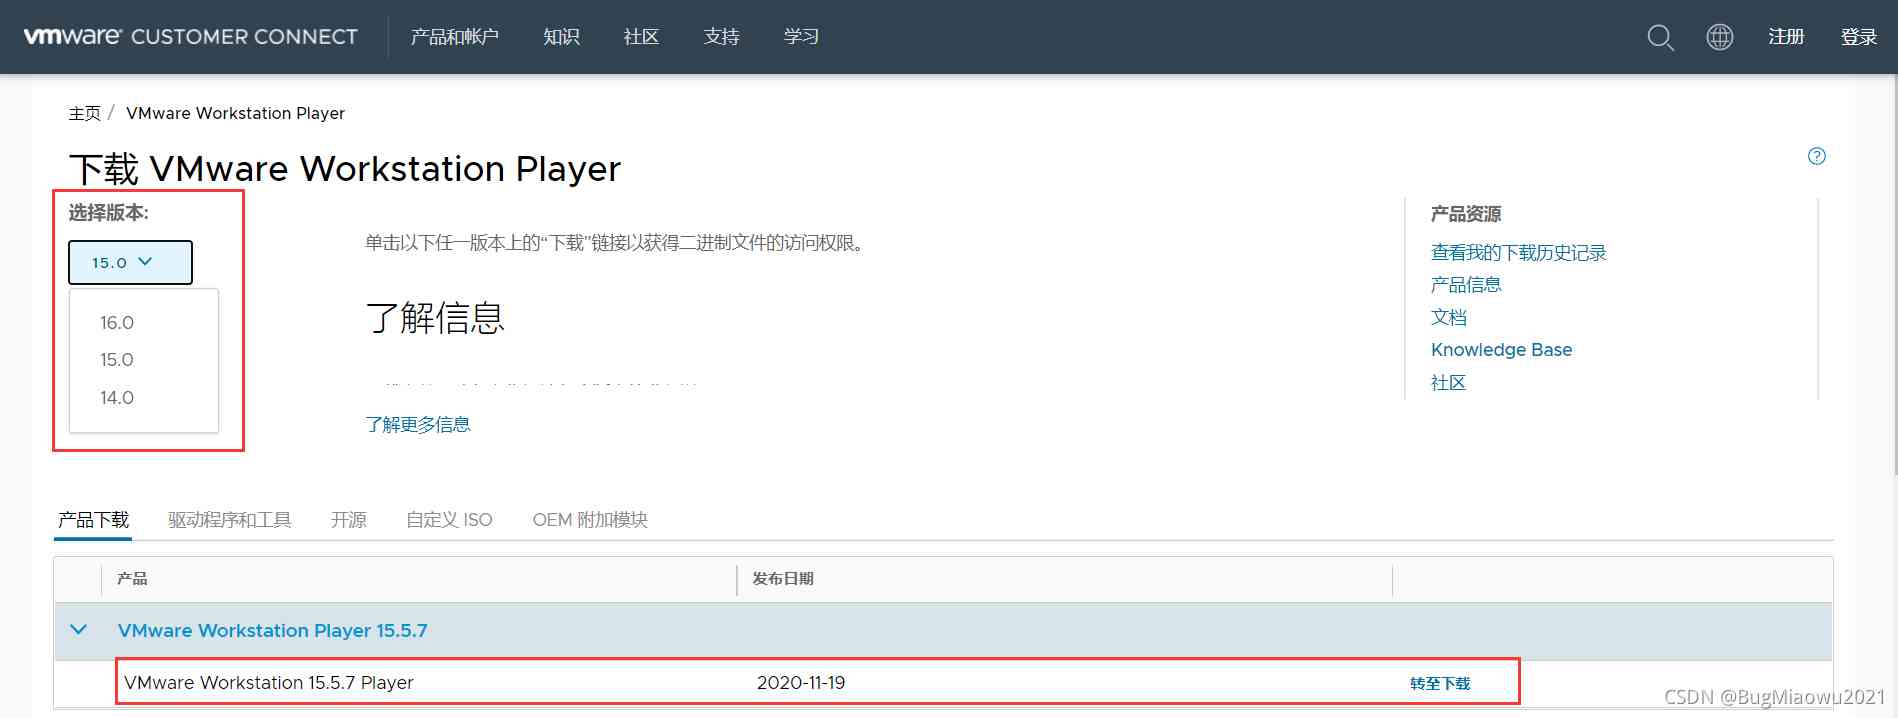 vmware CUSTOMER CONNECT 产品和帐户 知识 社区 支持 学习 注册 登录
主页 / VMware Workstation Player
下载 VMware Workstation Player
选择版本:
15.0
16.0
15.0
14.0
单击以下任一版本上的“下载”链接以获得二进制文件的访问权限。
了解信息
了解更多信息
产品资源
查看我的下载历史记录
产品信息
文档
Knowledge Base
社区
产品下载 驱动程序和工具 开源 自定义 ISO OEM 附加模块
产品 发布日期
VMware Workstation Player 15.5.7
VMware Workstation 15.5.7 Player 2020-11-19 转至下载
CSDN @BugMiaowu2021